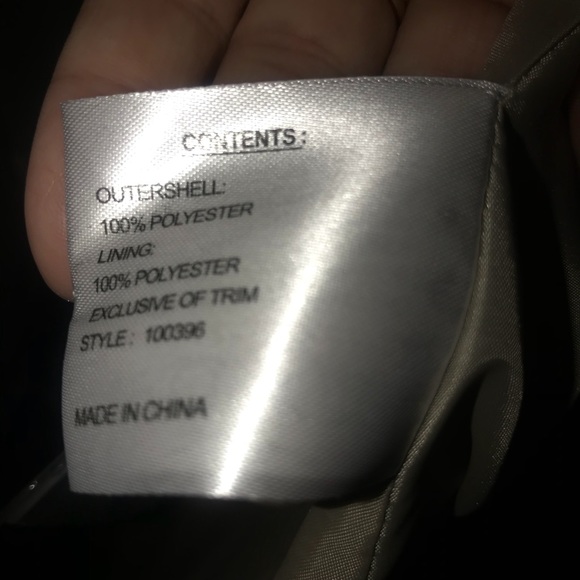 CONTENTS:
OUTERSHELL:
100% POLYESTER
LINING:
100% POLYESTER
EXCLUSIVE OF TRIM
STYLE: 100396
MADE IN CHINA